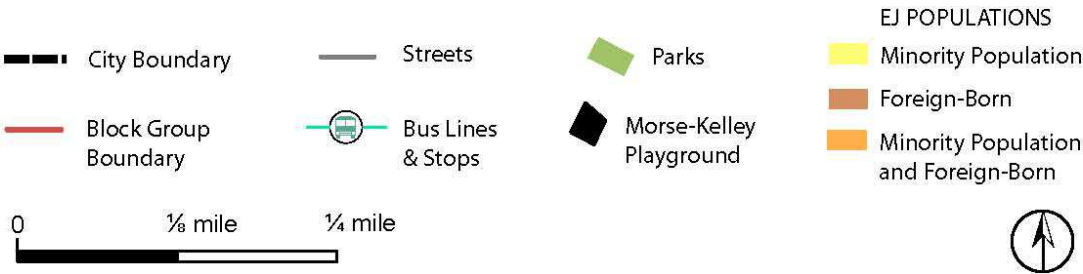 EJ POPULATIONS
City Boundary
Streets
Parks
Minority Population
Foreign-Born
Block Group
Boundary
Bus Lines
& Stops
Morse-Kelley
Playground
Minority Population
and Foreign-Born
0 ⅛ mile ¼ mile